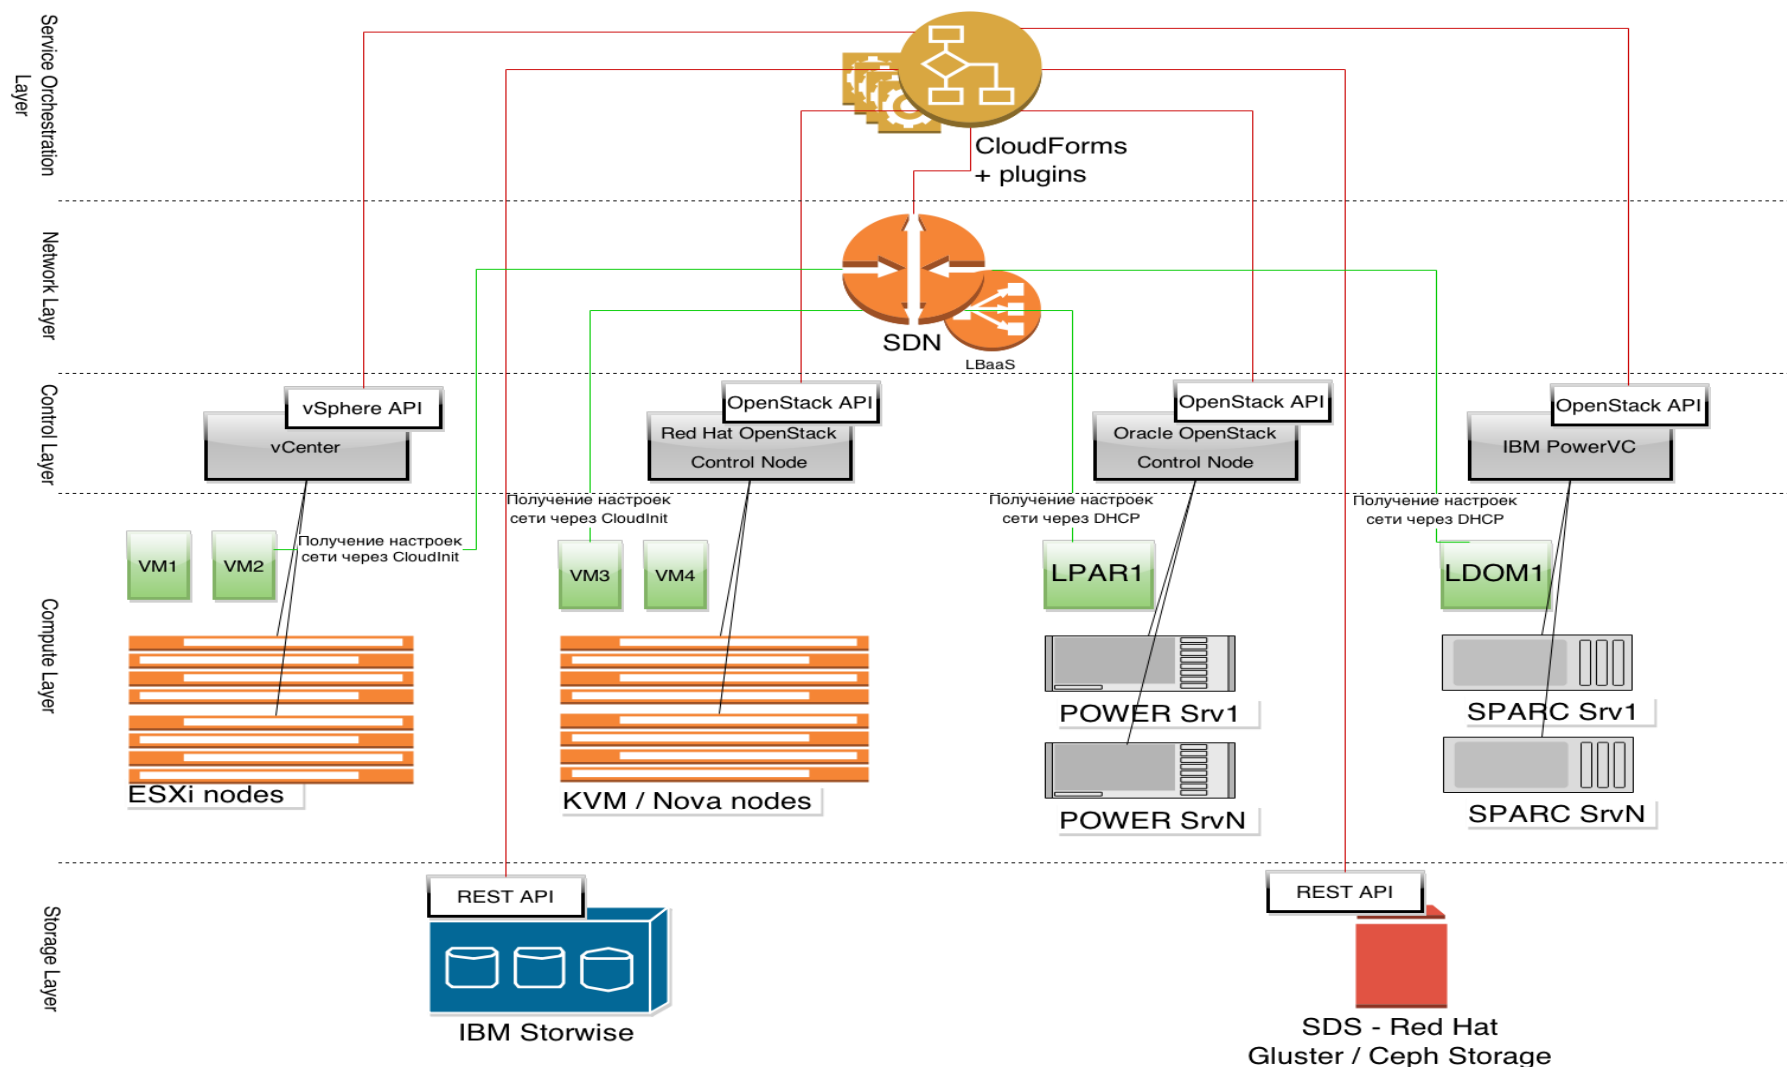 Service Orchestration
Layer
CloudForms
+ plugins
Network Layer
SDN
LBaaS
Control Layer
vSphere API
vCenter
OpenStack API
Red Hat OpenStack
Control Node
OpenStack API
Oracle OpenStack
Control Node
OpenStack API
IBM PowerVC
Compute Layer
Получение настроек
сети через CloudInit
Получение настроек
сети через CloudInit
Получение настроек
сети через DHCP
Получение настроек
сети через DHCP
VM1
VM2
VM3
VM4
LPAR1
LDOM1
ESXi nodes
KVM / Nova nodes
POWER Srv1
POWER SrvN
SPARC Srv1
SPARC SrvN
Storage Layer
REST API
IBM Storwise
REST API
SDS - Red Hat
Gluster / Ceph Storage